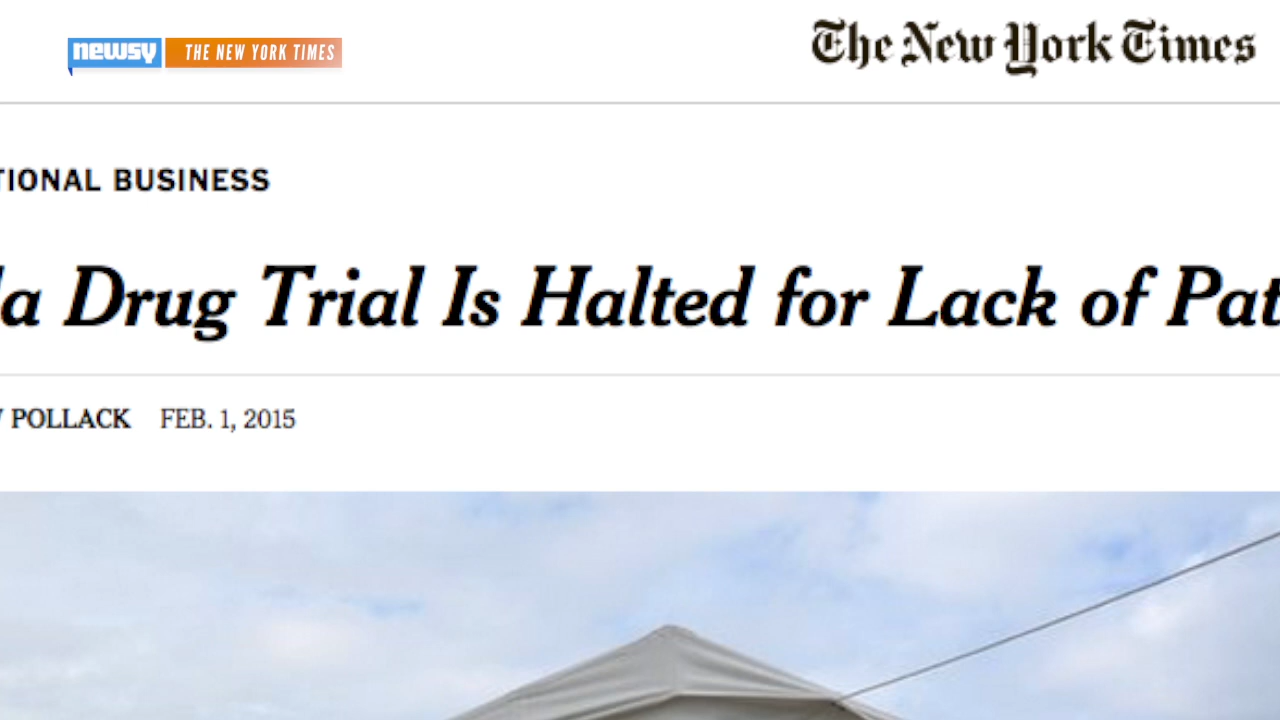 newsy THE NEW YORK TIMES
The New York Times
TIONAL BUSINESS
a Drug Trial Is Halted for Lack of Pat
POLLACK FEB. 1, 2015